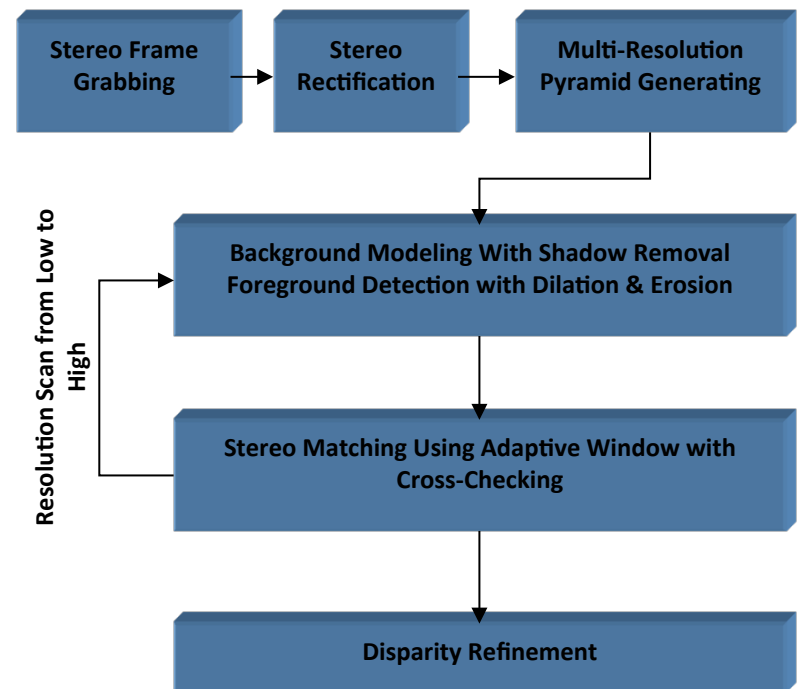 Stereo Frame
Grabbing
Stereo
Rectification
Multi-Resolution
Pyramid Generating
Resolution Scan from Low to
High
Background Modeling With Shadow Removal
Foreground Detection with Dilation & Erosion
Stereo Matching Using Adaptive Window with
Cross-Checking
Disparity Refinement